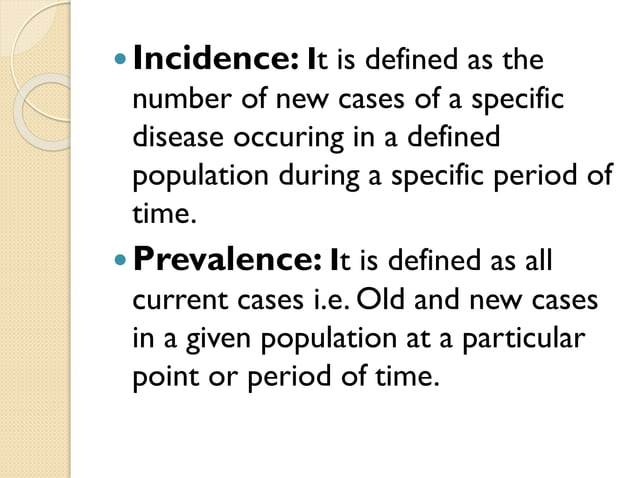 • Incidence: It is defined as the
number of new cases of a specific
disease occuring in a defined
population during a specific period of
time.
• Prevalence: It is defined as all
current cases i.e. Old and new cases
in a given population at a particular
point or period of time.